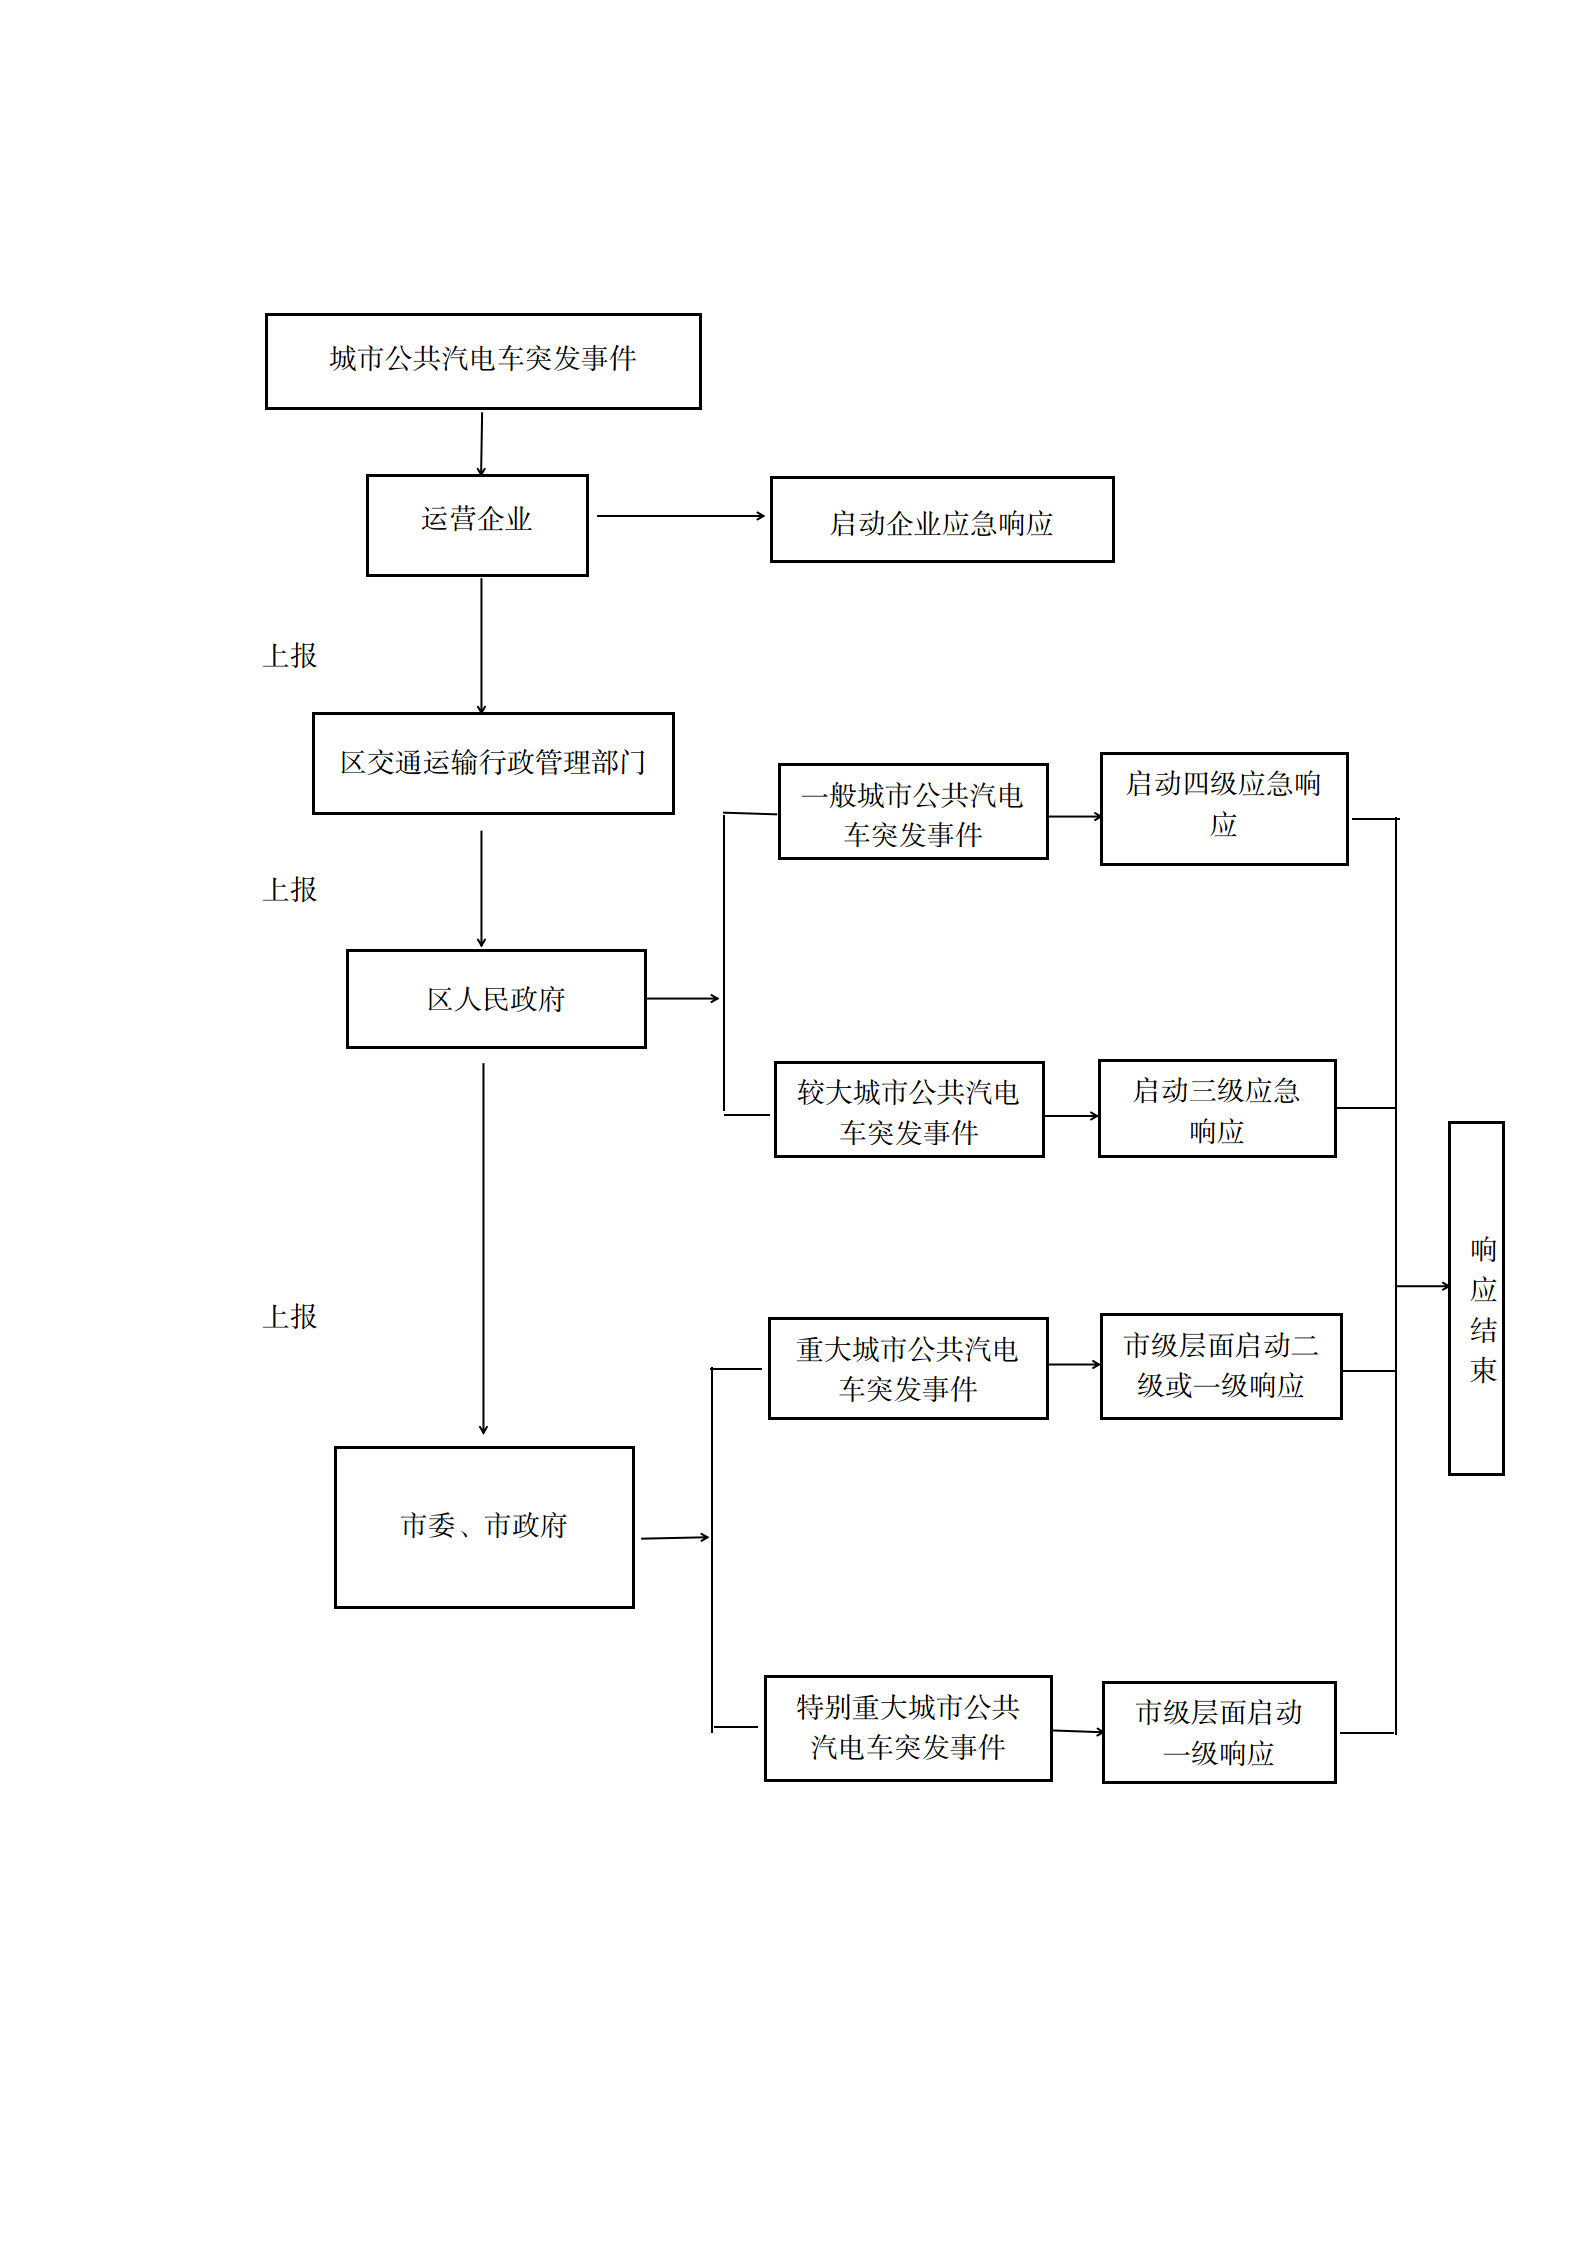 城市公共汽电车突发事件
运营企业
启动企业应急响应
上报
区交通运输行政管理部门
一般城市公共汽电
车突发事件
启动四级应急响
应
上报
区人民政府
较大城市公共汽电
车突发事件
启动三级应急
响应
响
应
结
束
上报
重大城市公共汽电
车突发事件
市级层面启动二
级或一级响应
市委、市政府
特别重大城市公共
汽电车突发事件
市级层面启动
一级响应